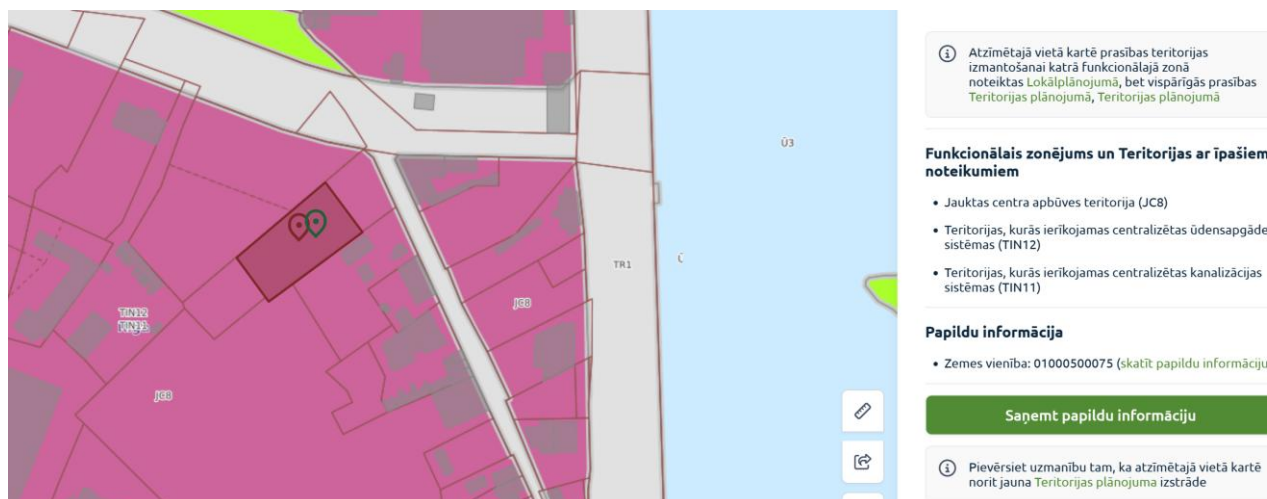 Ū3
TR1
Ū
JC8
TIN12
JC8
Atzīmētajā vietā kartē prasības teritorijas
izmantošanai katrā funkcionālajā zonā
noteiktas Lokālplānojumā, bet vispārīgās prasības
Teritorijas plānojumā, Teritorijas plānojumā
Funkcionālais zonējums un Teritorijas ar īpašiem
noteikumiem
• Jauktas centra apbūves teritorija (JC8)
• Teritorijas, kurās ierīkojamas centralizētas ūdensapgāde
sistēmas (TIN12)
• Teritorijas, kurās ierīkojamas centralizētas kanalizācijas
sistēmas (TIN11)
Papildu informācija
• Zemes vienība: 01000500075 (skatīt papildu informāciju
Saņemt papildu informāciju
Pievērsiet uzmanību tam, ka atzīmētajā vietā kartē
norit jauna Teritorijas plānojuma izstrāde